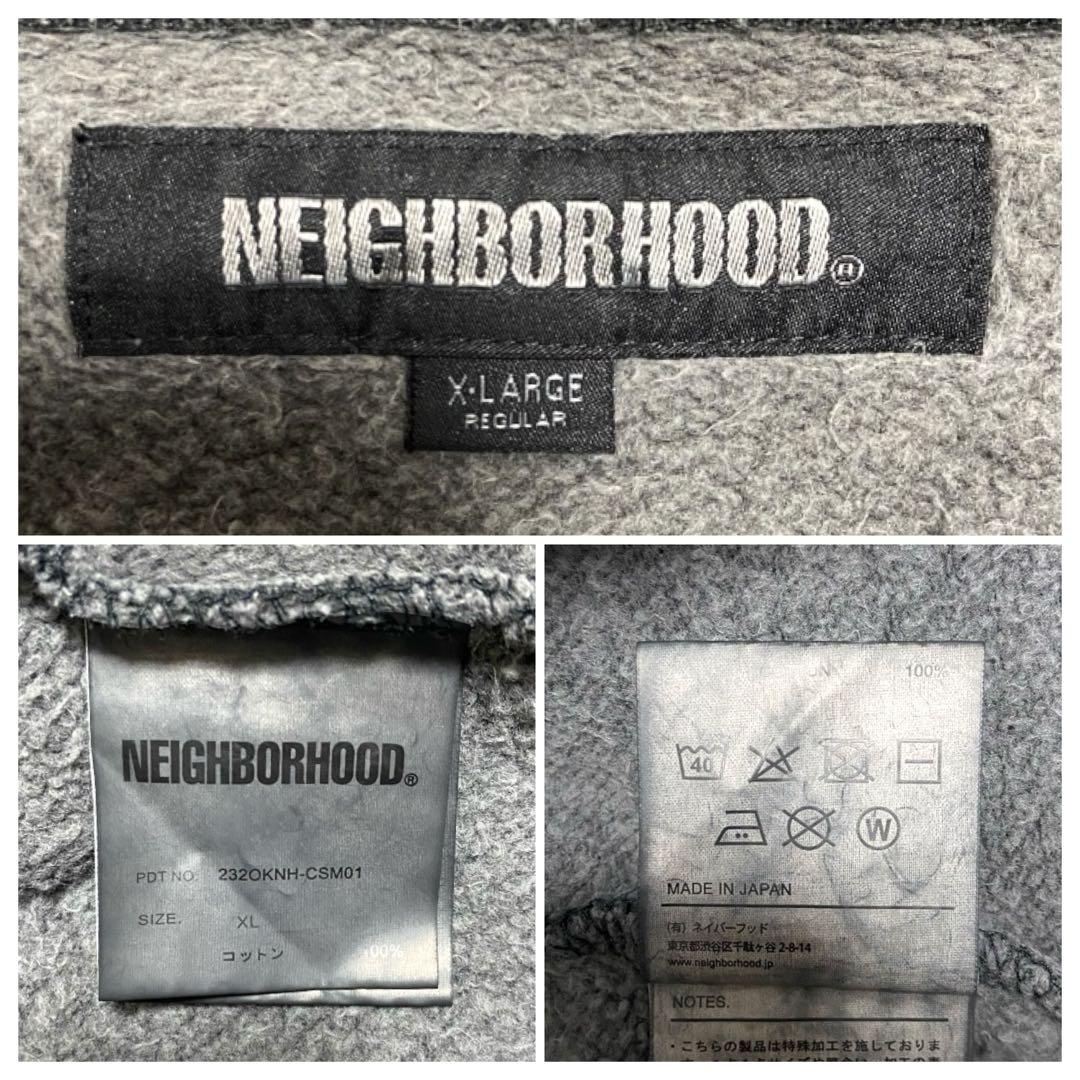 NEIGHBORHOOD®
X-LARGE
REGULAR
NEIGHBORHOOD®
PDT NO. 232OKNH-CSM01
SIZE. XL
コットン 100%
100%
40
W
MADE IN JAPAN
(有) ネイバーフッド
東京都渋谷区千駄ヶ谷 2-8-14
www.neighborhood.jp
NOTES.
・こちらの製品は特殊加工を施しておりま